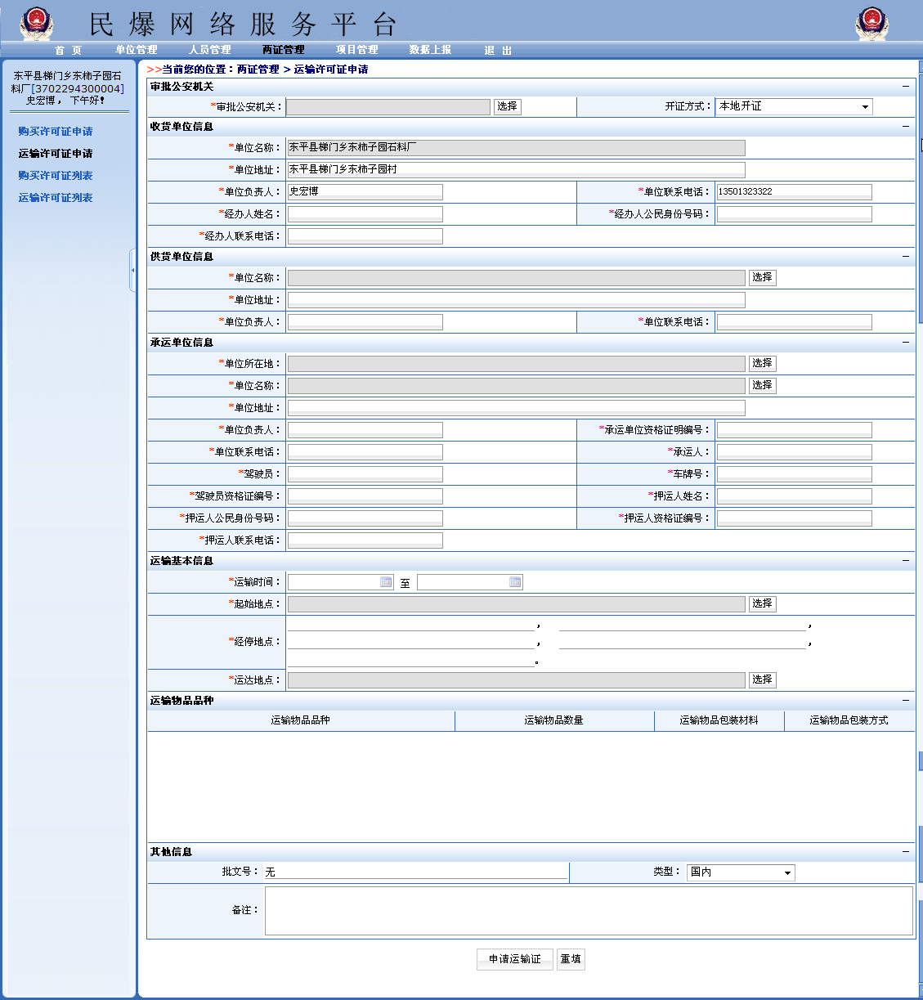 民爆网络服务平台
首 页 单位管理 人员管理 两证管理 项目管理 数据上报 退 出
东平县梯门乡东柿子园石
料厂[3702294300004]
史宏博， 下午好!
购买许可证申请
运输许可证申请
购买许可证列表
运输许可证列表
>>当前您的位置：两证管理 > 运输许可证申请
审批公安机关
*审批公安机关： 选择 开证方式： 本地开证
收货单位信息
*单位名称： 东平县梯门乡东柿子园石料厂
*单位地址： 东平县梯门乡东柿子园村
*单位负责人： 史宏博 *单位联系电话： 13501323322
*经办人姓名： *经办人公民身份号码：
*经办人联系电话：
供货单位信息
*单位名称： 选择
*单位地址：
*单位负责人： *单位联系电话：
承运单位信息
*单位所在地： 选择
*单位名称： 选择
*单位地址：
*单位负责人： *承运单位资格证明编号：
*单位联系电话： *承运人：
*驾驶员： *车牌号：
*驾驶员资格证编号： *押运人姓名：
*押运人公民身份号码： *押运人资格证编号：
*押运人联系电话：
运输基本信息
*运输时间： 至
*起始地点： 选择
， ，
*经停地点： ， ，
。
*运达地点： 选择
运输物品品种
运输物品品种 运输物品数量 运输物品包装材料 运输物品包装方式
其他信息
批文号： 无 类型： 国内
备注：
申请运输证 重填